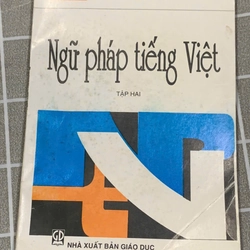 Ngữ pháp tiếng Việt
TẬP HAI
NHÀ XUẤT BẢN GIÁO DỤC